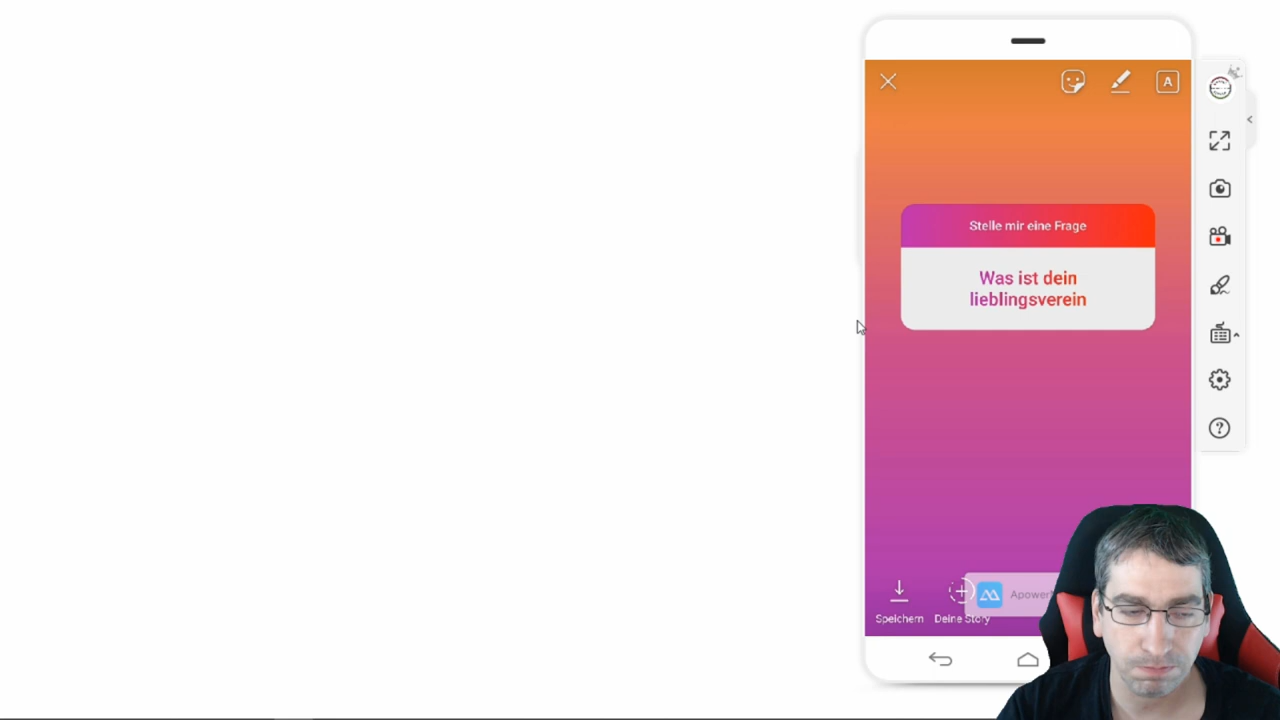 A
Stelle mir eine Frage
Was ist dein
lieblingsverein
Speichern
Deine Story